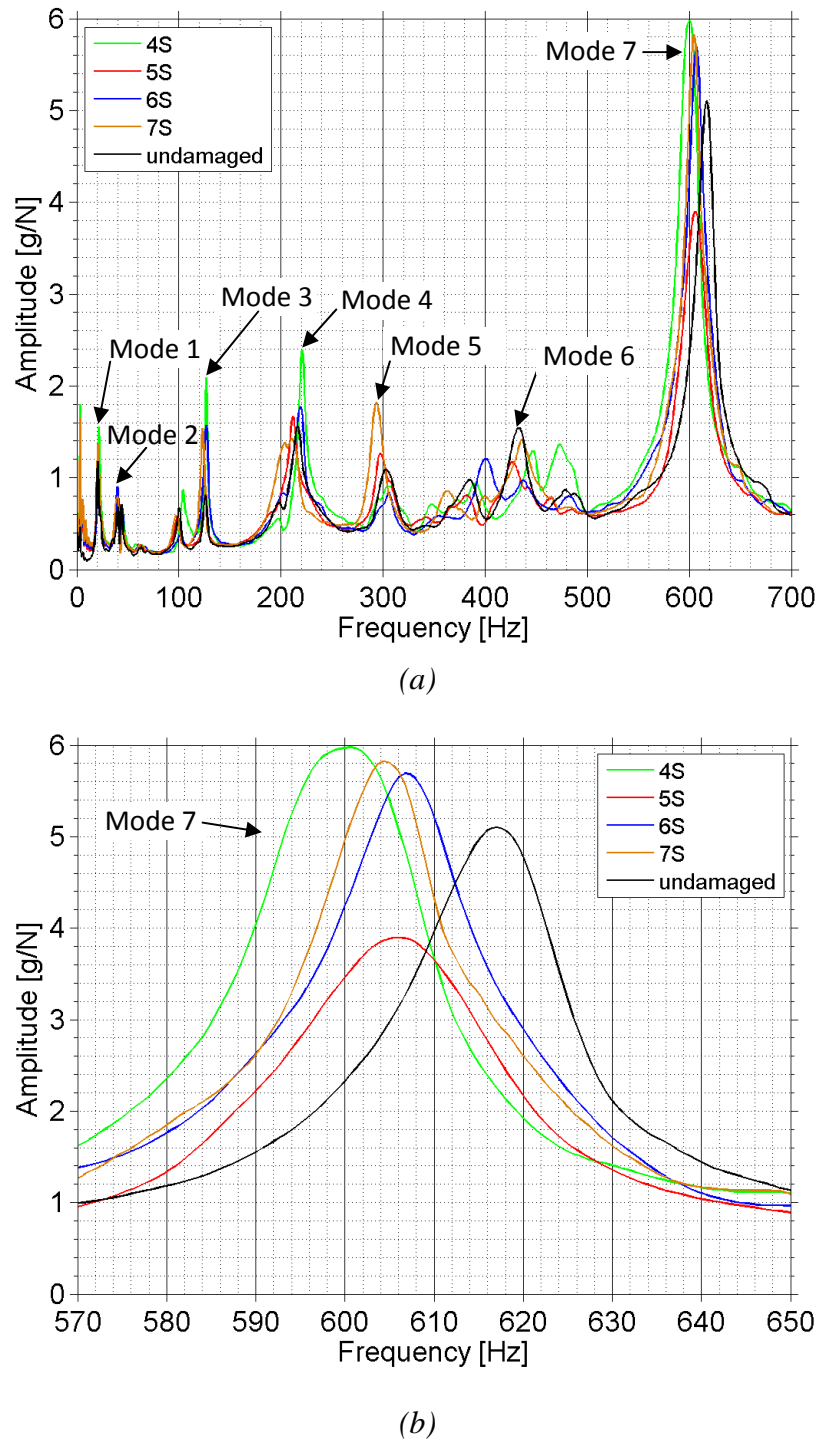 6
5
4
3
2
1
0
Amplitude [g/N]
4S
5S
6S
7S
undamaged
Mode 7
Mode 1
Mode 2
Mode 3
Mode 4
Mode 5
Mode 6
0 100 200 300 400 500 600 700
Frequency [Hz]
(a)
6
5
4
3
2
1
0
Amplitude [g/N]
Mode 7
4S
5S
6S
7S
undamaged
570 580 590 600 610 620 630 640 650
Frequency [Hz]
(b)